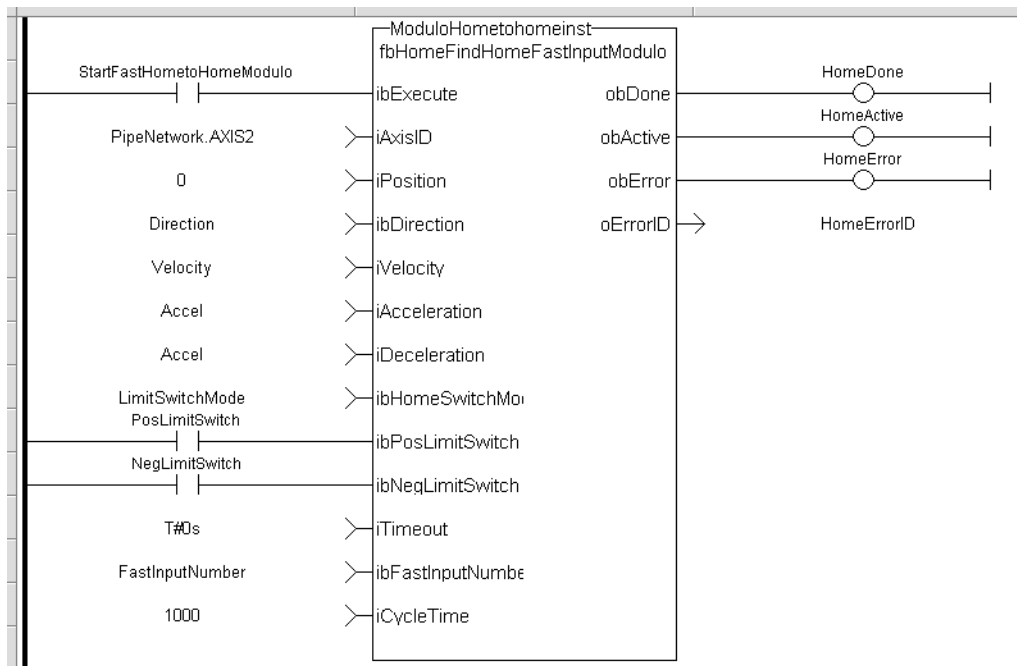 ModuloHometohomeinst
fbHomeFindHomeFastInputModulo
StartFastHometoHomeModulo
ibExecute
obDone
HomeDone
PipeNetwork.AXIS2
iAxisID
obActive
HomeActive
0
iPosition
obError
HomeError
Direction
ibDirection
oErrorID
HomeErrorID
Velocity
iVelocity
Accel
iAcceleration
Accel
iDeceleration
LimitSwitchMode
ibHomeSwitchMo
PosLimitSwitch
ibPosLimitSwitch
NegLimitSwitch
ibNegLimitSwitch
T#0s
iTimeout
FastInputNumber
ibFastInputNumbe
1000
iCycleTime